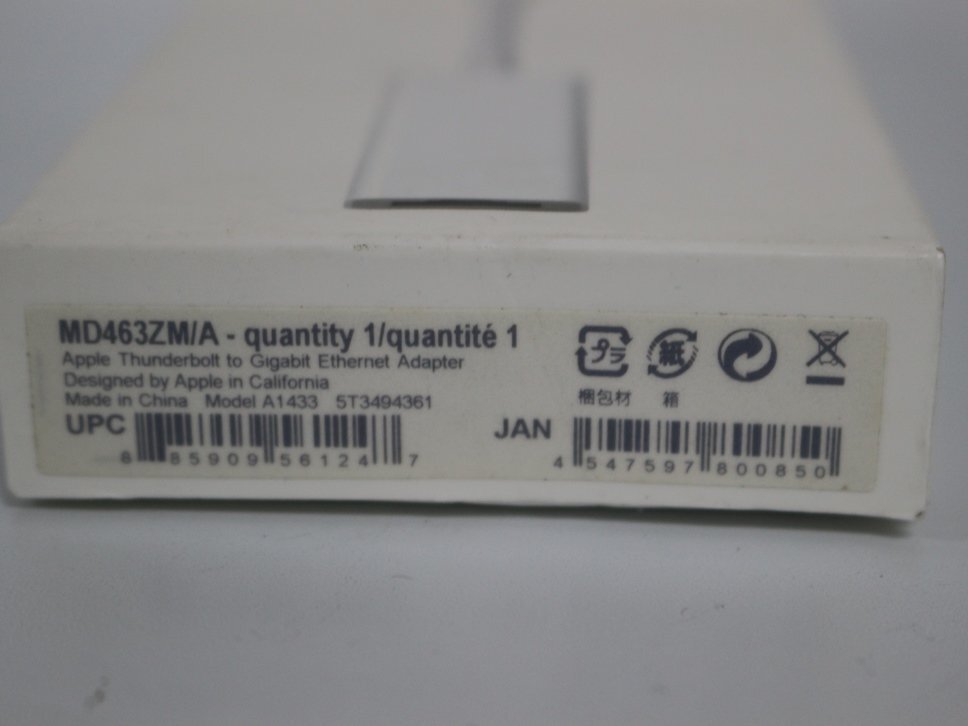 MD463ZM/A - quantity 1/quantité 1
Apple Thunderbolt to Gigabit Ethernet Adapter
Designed by Apple in California
Made in China Model A1433 5T3494361
プラ 紙
梱包材 箱
UPC 8 85909 56124 7
JAN 4 547597 800850